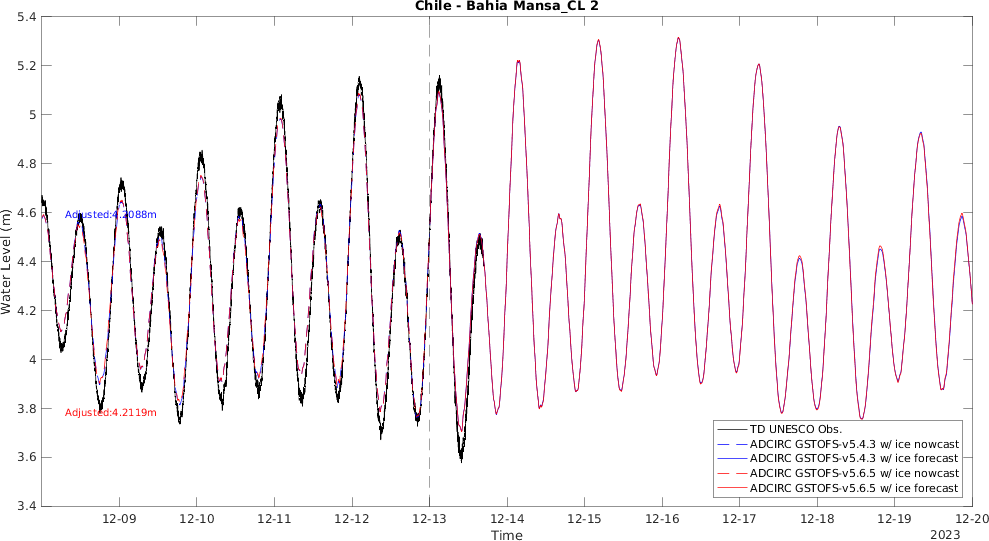 Chile - Bahia Mansa_CL 2
5.4
5.2
5
4.8
4.6
4.4
4.2
4
3.8
3.6
3.4
Water Level (m)
Adjusted:4.2088m
Adjusted:4.2119m
TD UNESCO Obs.
ADCIRC GSTOFS-v5.4.3 w/ ice nowcast
ADCIRC GSTOFS-v5.4.3 w/ ice forecast
ADCIRC GSTOFS-v5.6.5 w/ ice nowcast
ADCIRC GSTOFS-v5.6.5 w/ ice forecast
12-09 12-10 12-11 12-12 12-13 12-14 12-15 12-16 12-17 12-18 12-19 12-20
Time
2023